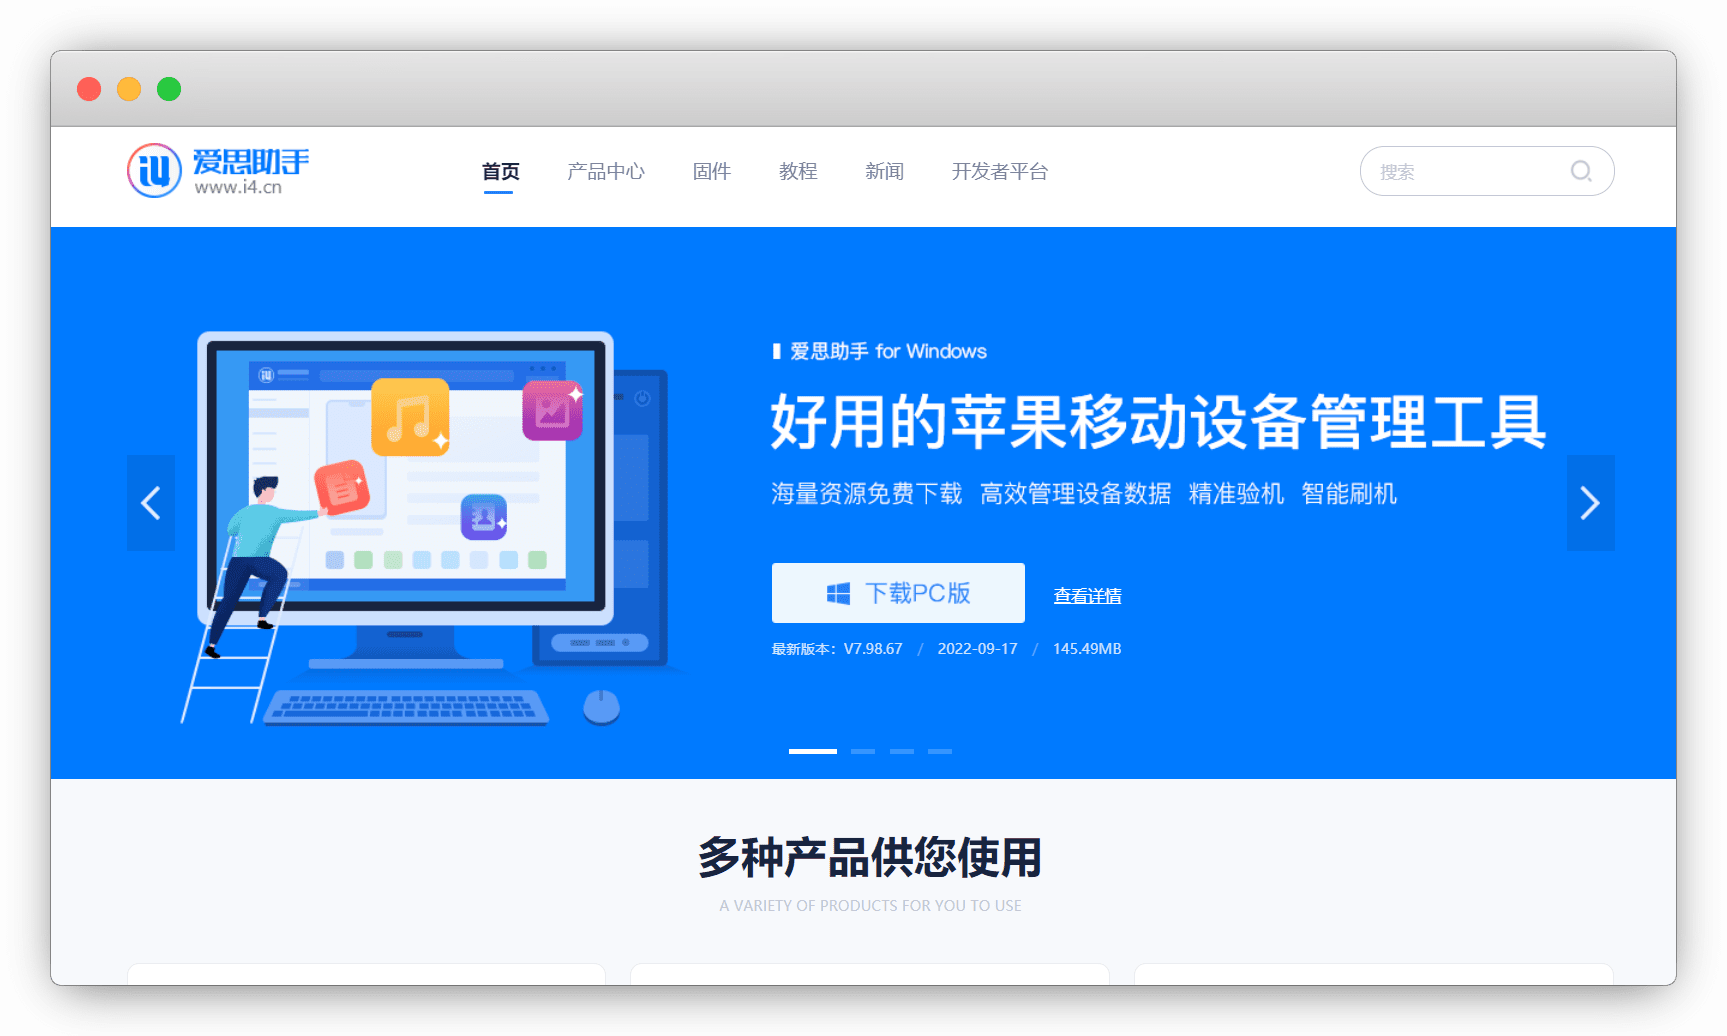 爱思助手
www.i4.cn
首页 产品中心 固件 教程 新闻 开发者平台
搜索
爱思助手 for Windows
好用的苹果移动设备管理工具
海量资源免费下载 高效管理设备数据 精准验机 智能刷机
下载PC版 查看详情
最新版本：V7.98.67 / 2022-09-17 / 145.49MB
多种产品供您使用
A VARIETY OF PRODUCTS FOR YOU TO USE